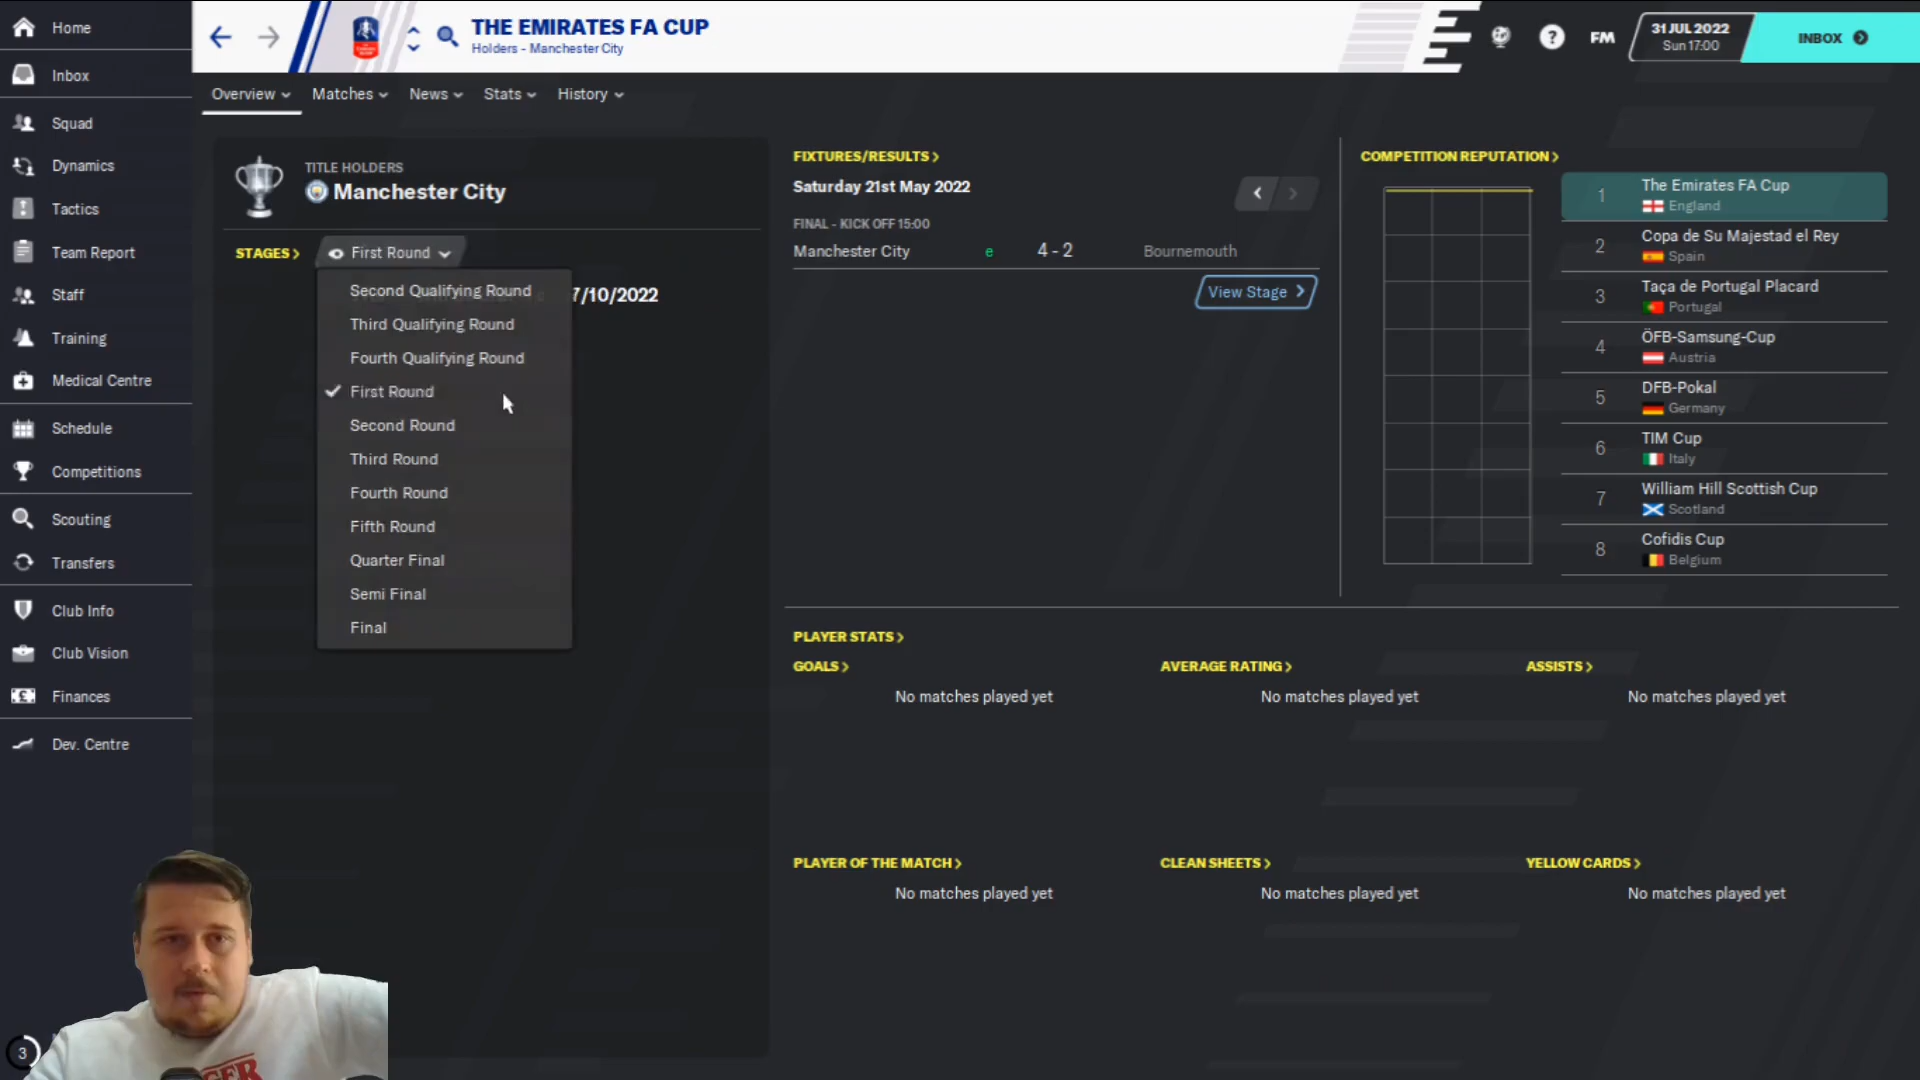 Home
Inbox
Squad
Dynamics
Tactics
Team Report
Staff
Training
Medical Centre
Schedule
Competitions
Scouting
Transfers
Club Info
Club Vision
Finances
Dev. Centre
3
THE EMIRATES FA CUP
Holders - Manchester City
FM
31 JUL 2022
Sun 17:00
INBOX
Overview
Matches
News
Stats
History
TITLE HOLDERS
Manchester City
STAGES
First Round
7/10/2022
Second Qualifying Round
Third Qualifying Round
Fourth Qualifying Round
First Round
Second Round
Third Round
Fourth Round
Fifth Round
Quarter Final
Semi Final
Final
FIXTURES/RESULTS
Saturday 21st May 2022
FINAL - KICK OFF 15:00
Manchester City e 4 - 2 Bournemouth
View Stage
COMPETITION REPUTATION
1 The Emirates FA Cup
England
2 Copa de Su Majestad el Rey
Spain
3 Taça de Portugal Placard
Portugal
4 ÖFB-Samsung-Cup
Austria
5 DFB-Pokal
Germany
6 TIM Cup
Italy
7 William Hill Scottish Cup
Scotland
8 Cofidis Cup
Belgium
PLAYER STATS
GOALS
No matches played yet
AVERAGE RATING
No matches played yet
ASSISTS
No matches played yet
PLAYER OF THE MATCH
No matches played yet
CLEAN SHEETS
No matches played yet
YELLOW CARDS
No matches played yet